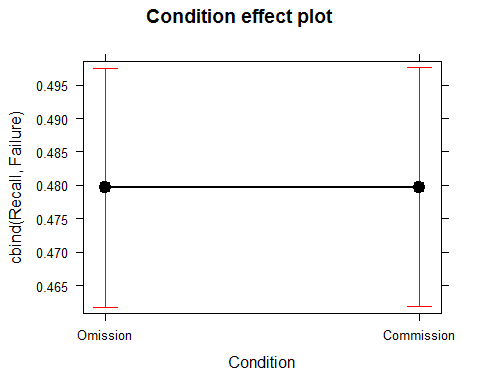 Condition effect plot
cbind(Recall, Failure)
0.495
0.490
0.485
0.480
0.475
0.470
0.465
Omission
Commission
Condition